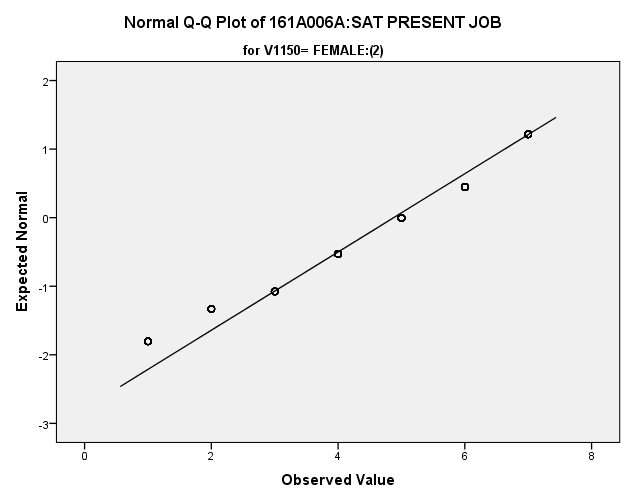 Normal Q-Q Plot of 161A006A:SAT PRESENT JOB
for V1150= FEMALE:(2)
2
1
0
-1
-2
-3
Expected Normal
0 2 4 6 8
Observed Value